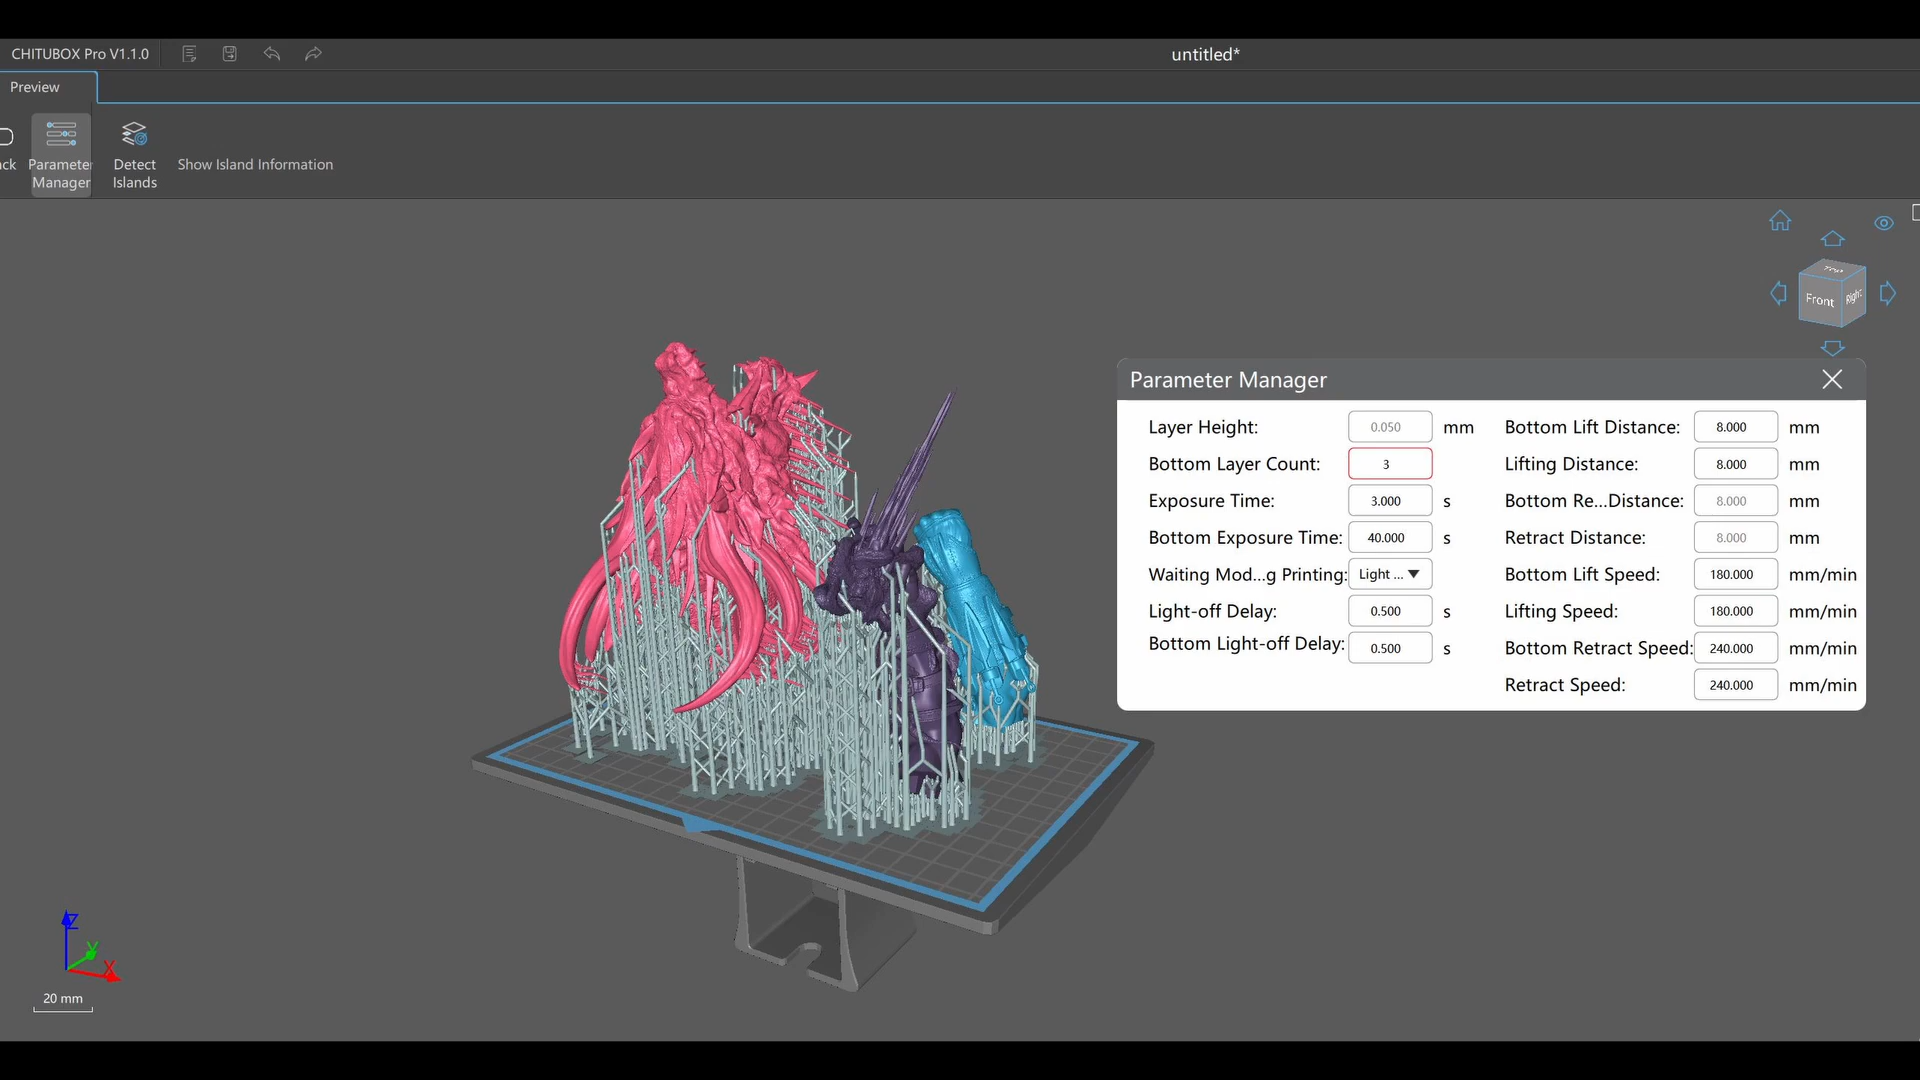 CHITUBOX Pro V1.1.0
untitled*
Preview
ck
Paramete
Manager
Detect
Islands
Show Island Information
Top
Front
Right
Parameter Manager
Layer Height: 0.050 mm
Bottom Lift Distance: 8.000 mm
Bottom Layer Count: 3
Lifting Distance: 8.000 mm
Exposure Time: 3.000 s
Bottom Re...Distance: 8.000 mm
Bottom Exposure Time: 40.000 s
Retract Distance: 8.000 mm
Waiting Mod...g Printing: Light ...
Bottom Lift Speed: 180.000 mm/min
Light-off Delay: 0.500 s
Lifting Speed: 180.000 mm/min
Bottom Light-off Delay: 0.500 s
Bottom Retract Speed: 240.000 mm/min
Retract Speed: 240.000 mm/min
Z
Y
X
20 mm